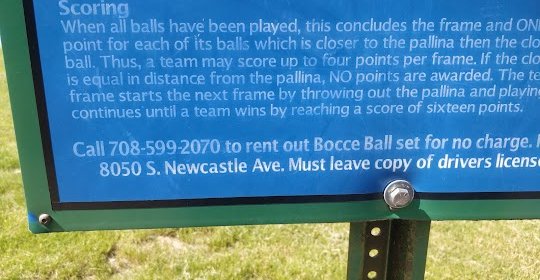 Scoring
When all balls have been played, this concludes the frame and ON
point for each of its balls which is closer to the pallina then the clo
ball. Thus, a team may score up to four points per frame. If the clo
is equal in distance from the pallina, NO points are awarded. The te
frame starts the next frame by throwing out the pallina and playing
continues until a team wins by reaching a score of sixteen points.
Call 708-599-2070 to rent out Bocce Ball set for no charge.
8050 S. Newcastle Ave. Must leave copy of drivers license